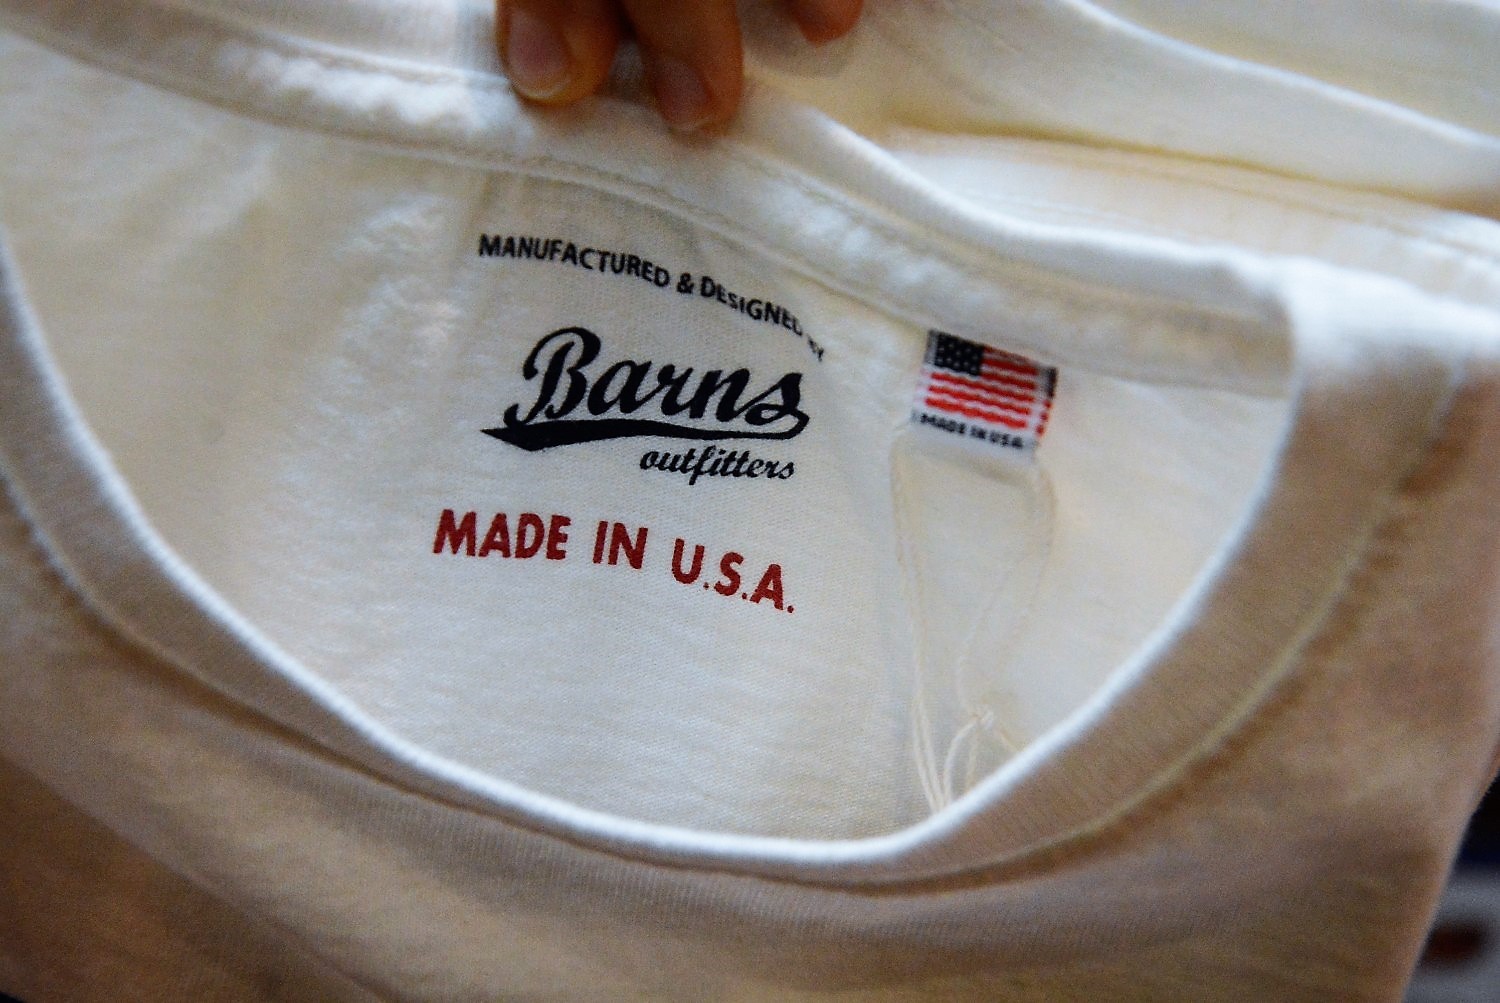 MANUFACTURED & DESIGNED BY
Barns
outfitters
MADE IN U.S.A.
MADE IN USA